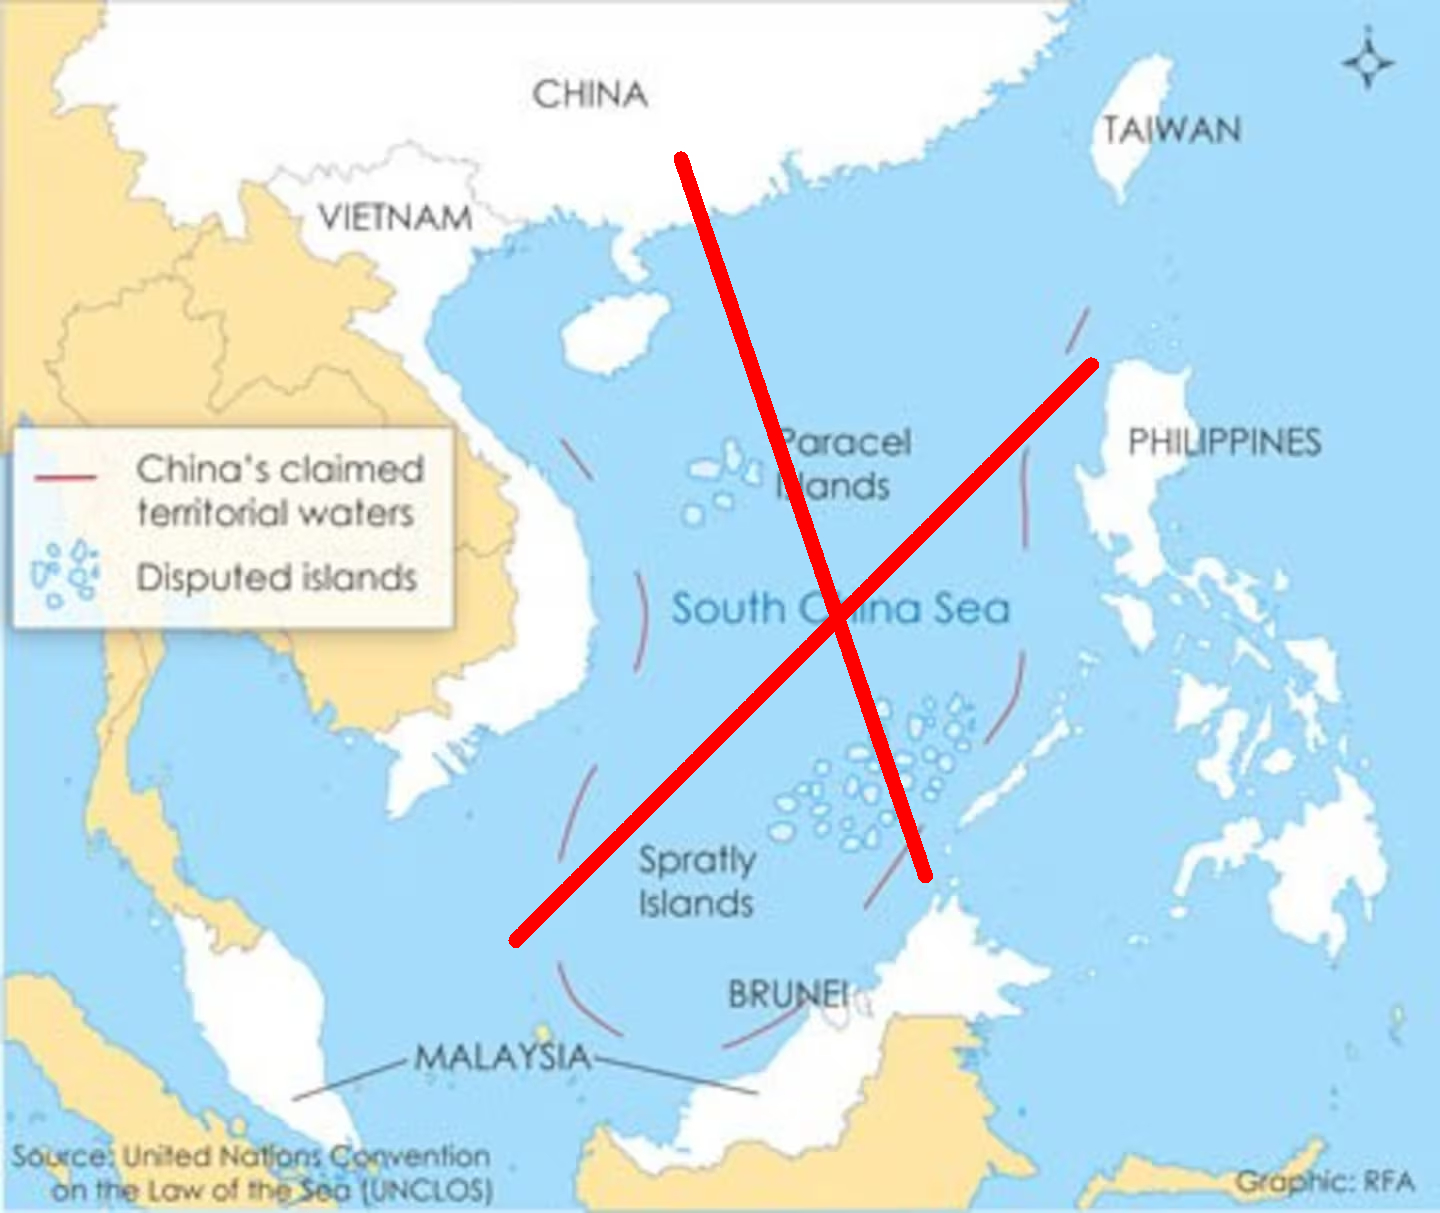 CHINA
TAIWAN
VIETNAM
China's claimed
territorial waters
Disputed islands
Paracel
Islands
PHILIPPINES
South China Sea
Spratly
Islands
BRUNEI
MALAYSIA
Source: United Nations Convention
on the Law of the Sea (UNCLOS)
Graphic: RFA